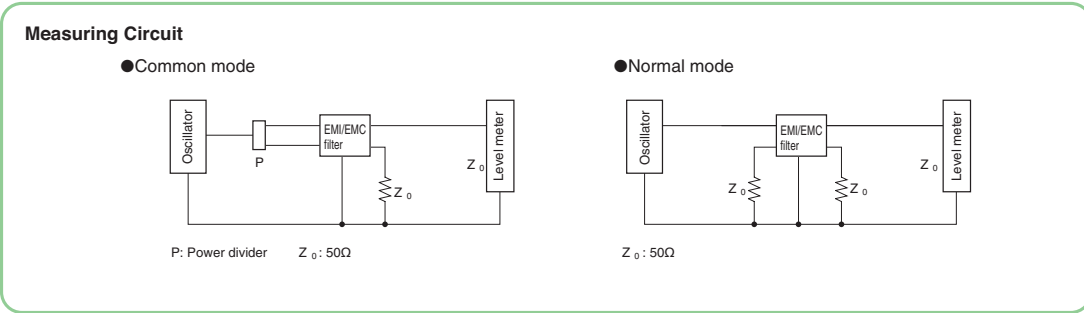 Measuring Circuit
●Common mode
Oscillator
P
EMI/EMC
filter
Z 0
Z 0
Level meter
P: Power divider Z 0 : 50Ω
●Normal mode
Oscillator
EMI/EMC
filter
Z 0
Z 0
Z 0
Level meter
Z 0 : 50Ω